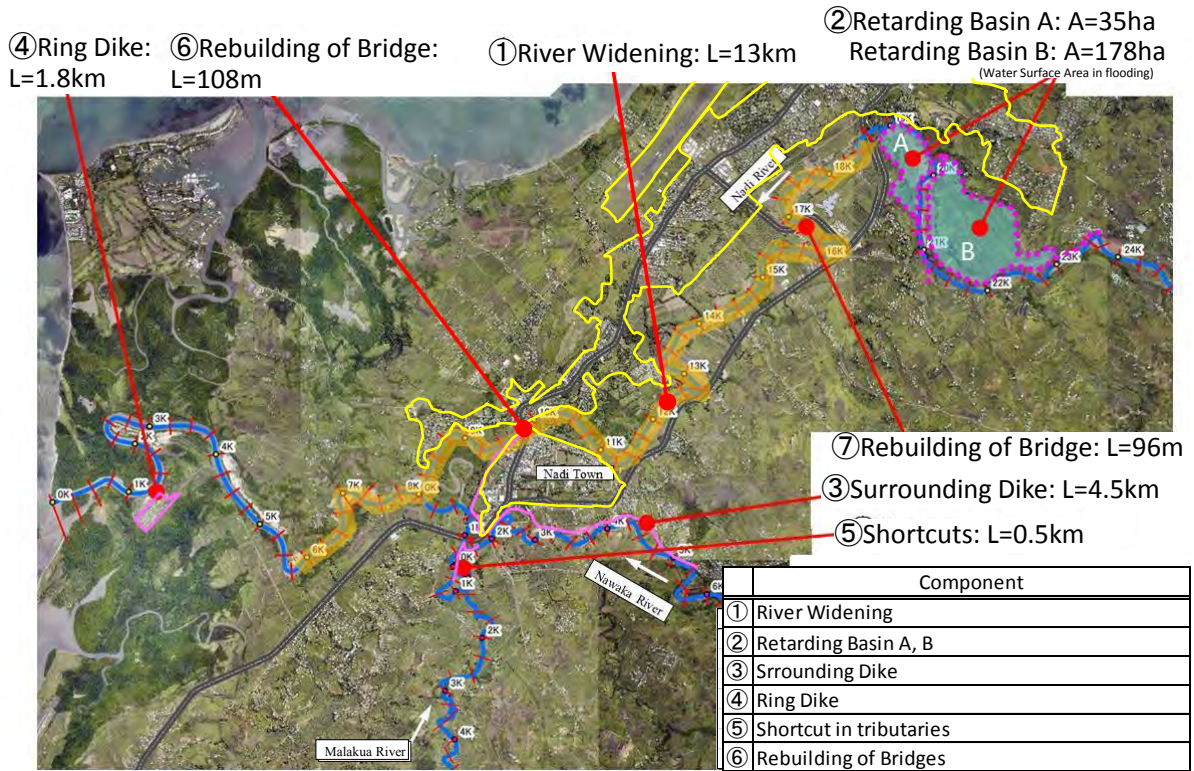 ④Ring Dike:
L=1.8km
⑥Rebuilding of Bridge:
L=108m
①River Widening: L=13km
②Retarding Basin A: A=35ha
Retarding Basin B: A=178ha
(Water Surface Area in flooding)
A
B
Nadi River
18K
17K
16K
15K
14K
13K
12K
11K
22K
23K
24K
Nadi Town
⑦Rebuilding of Bridge: L=96m
③Surrounding Dike: L=4.5km
⑤Shortcuts: L=0.5km
0K
1K
3K
4K
5K
6K
7K
8K
0K
2K
3K
4K
5K
6K
0K
1K
2K
3K
4K
Nawaka River
Malakua River
Component
① River Widening
② Retarding Basin A, B
③ Srrounding Dike
④ Ring Dike
⑤ Shortcut in tributaries
⑥ Rebuilding of Bridges